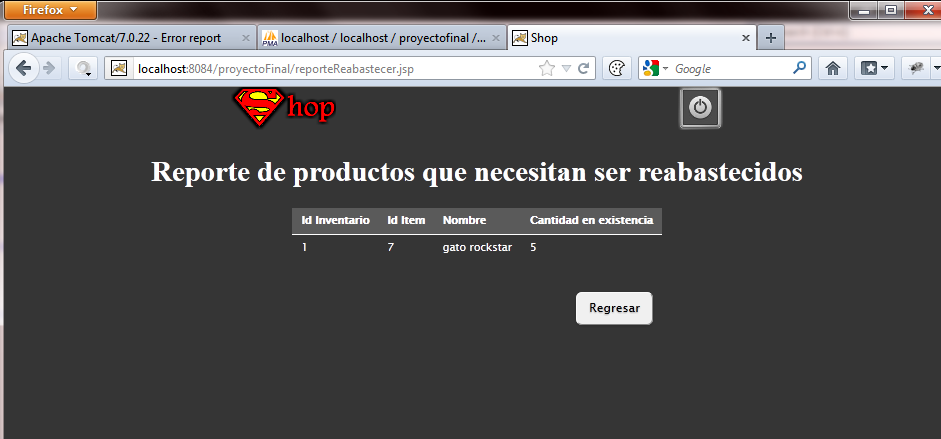 Firefox
Apache Tomcat/7.0.22 - Error report
PMA
localhost / localhost / proyectofinal /...
Shop
localhost:8084/proyectoFinal/reporteReabastecer.jsp
Google
Shop
Reporte de productos que necesitan ser reabastecidos
Id Inventario Id Item Nombre Cantidad en existencia
1 7 gato rockstar 5
Regresar